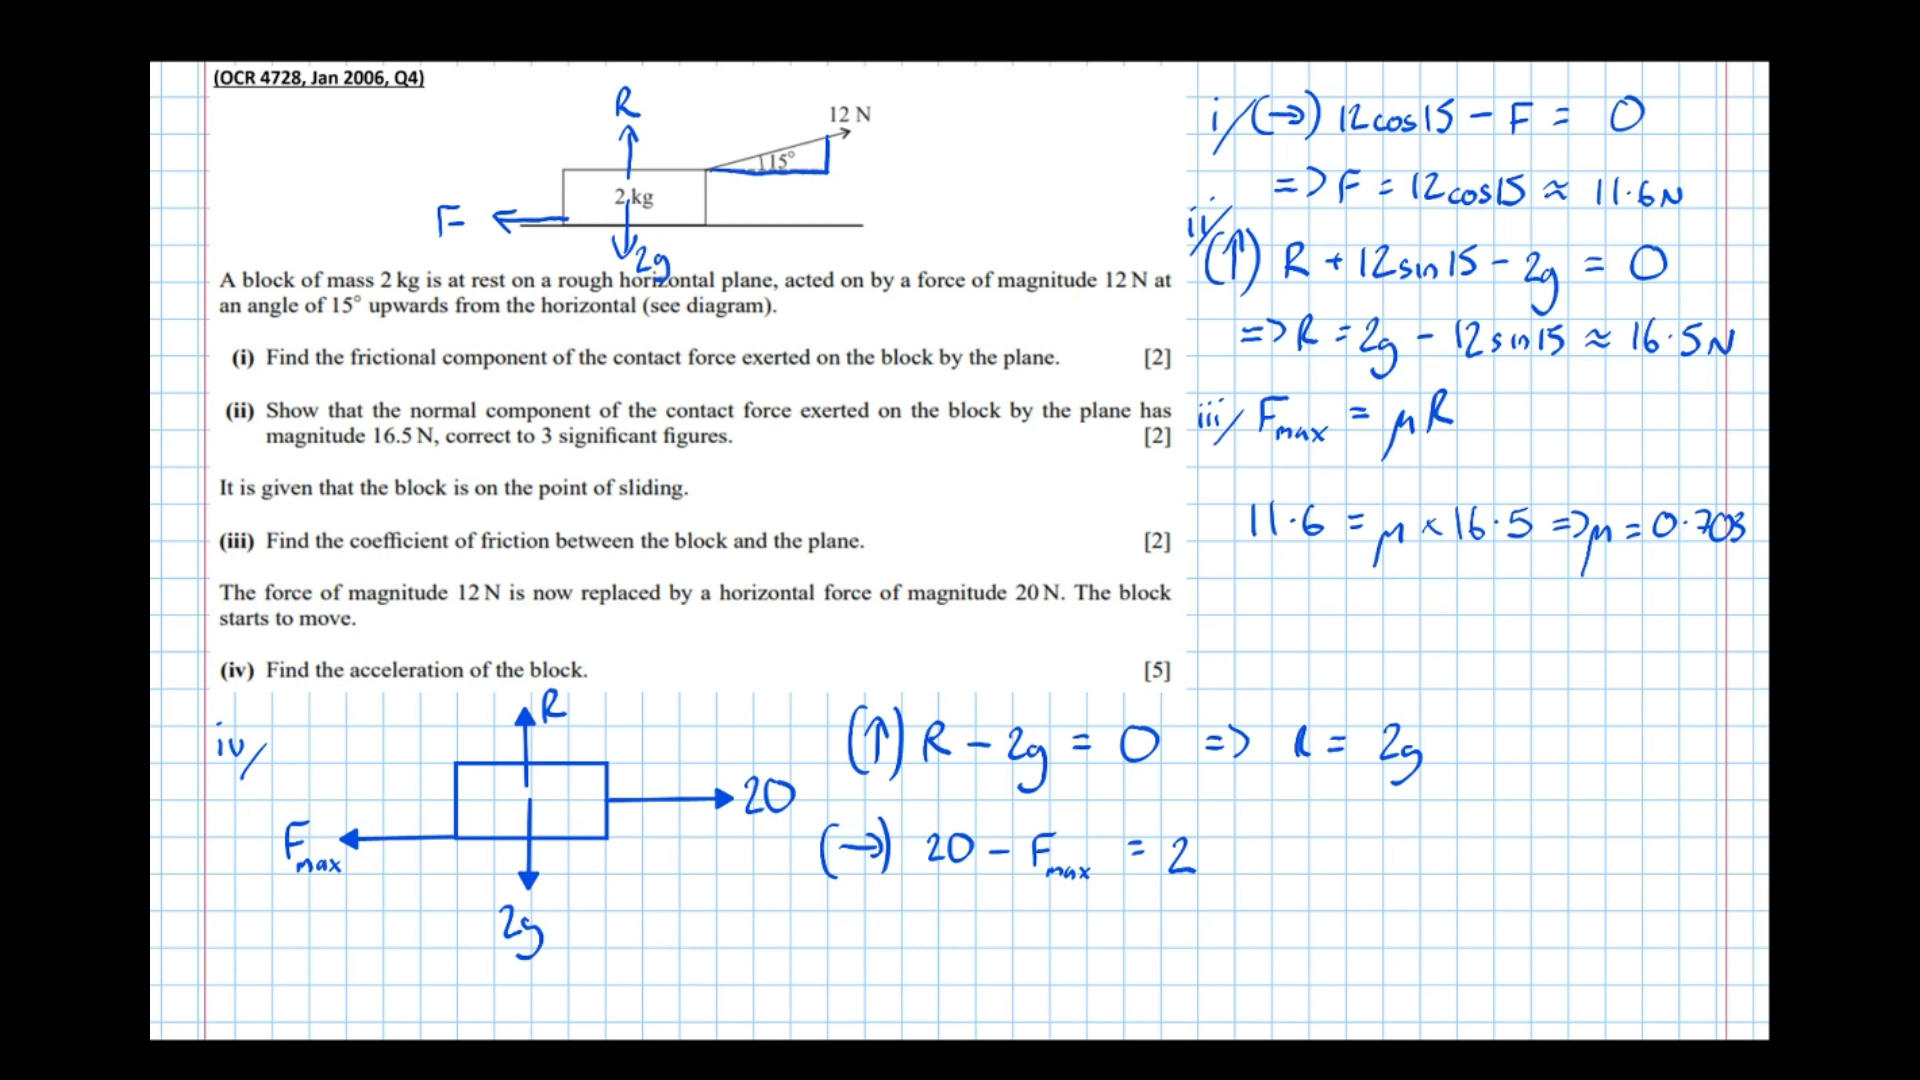 (OCR 4728, Jan 2006, Q4)
R
12 N
15°
2 kg
F
2g
A block of mass 2 kg is at rest on a rough horizontal plane, acted on by a force of magnitude 12 N at
an angle of 15° upwards from the horizontal (see diagram).
(i) Find the frictional component of the contact force exerted on the block by the plane. [2]
(ii) Show that the normal component of the contact force exerted on the block by the plane has
magnitude 16.5 N, correct to 3 significant figures. [2]
It is given that the block is on the point of sliding.
(iii) Find the coefficient of friction between the block and the plane. [2]
The force of magnitude 12 N is now replaced by a horizontal force of magnitude 20 N. The block
starts to move.
(iv) Find the acceleration of the block. [5]
i/ (→) 12cos15 - F = 0
=> F = 12cos15 ≈ 11.6N
ii/ (↑) R + 12sin15 - 2g = 0
=> R = 2g - 12sin15 ≈ 16.5N
iii/ Fmax = μR
11.6 = μ × 16.5 => μ = 0.703
iv/
R
20
Fmax
2g
(↑) R - 2g = 0 => R = 2g
(→) 20 - Fmax = 2